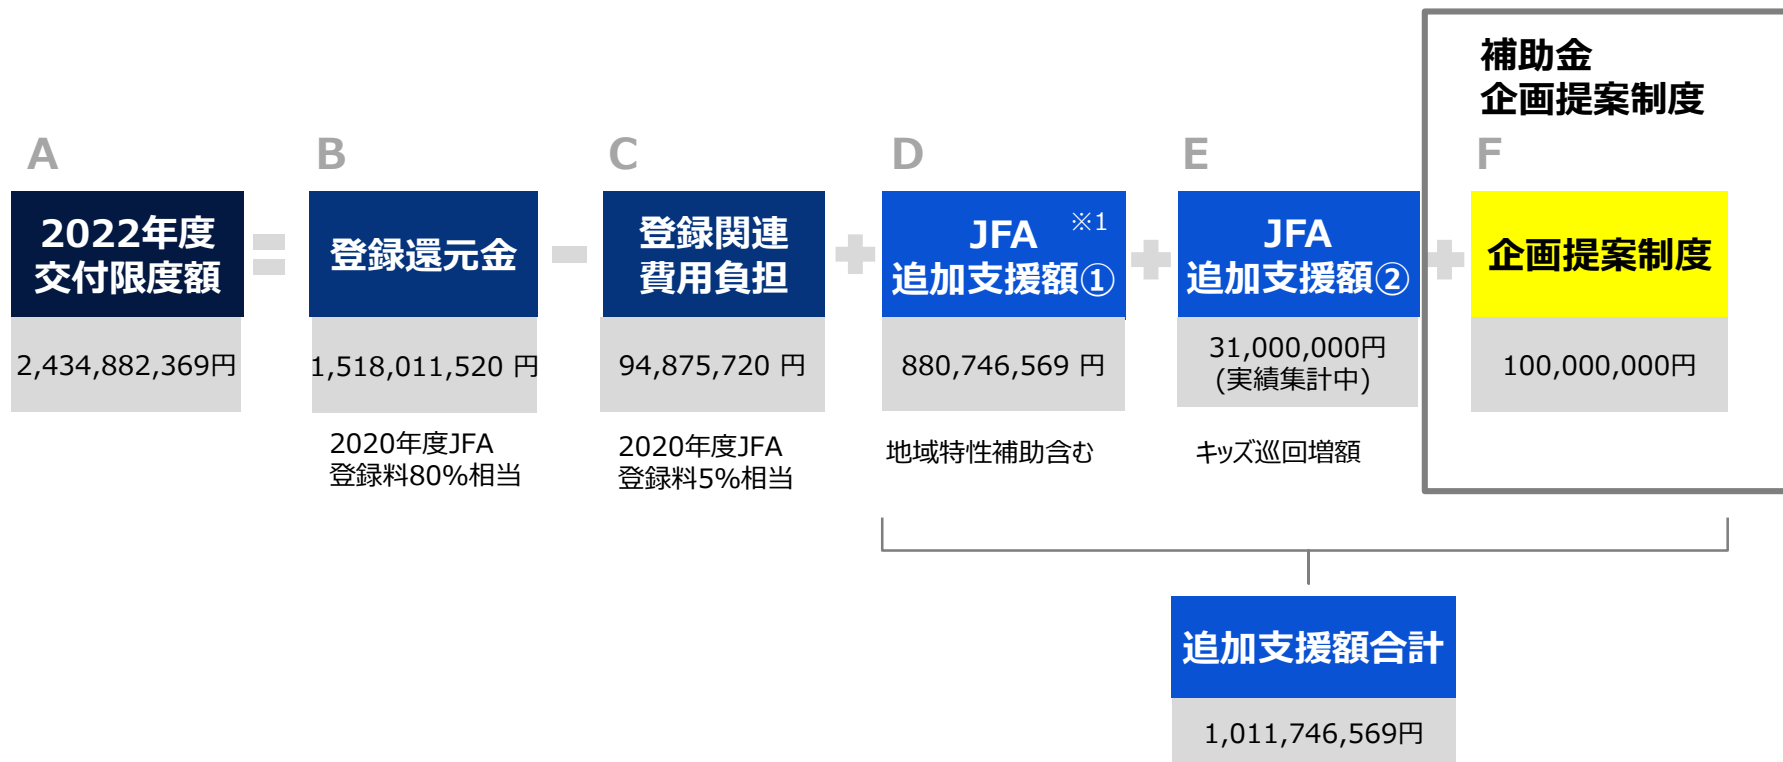 補助金
企画提案制度
A
B
C
D
E
F
2022年度
交付限度額
=
登録還元金
−
登録関連
費用負担
+
JFA ※1
追加支援額①
+
JFA
追加支援額②
+
企画提案制度
2,434,882,369円
1,518,011,520 円
94,875,720 円
880,746,569 円
31,000,000円
(実績集計中)
100,000,000円
2020年度JFA
登録料80%相当
2020年度JFA
登録料5%相当
地域特性補助含む
キッズ巡回増額
追加支援額合計
1,011,746,569円